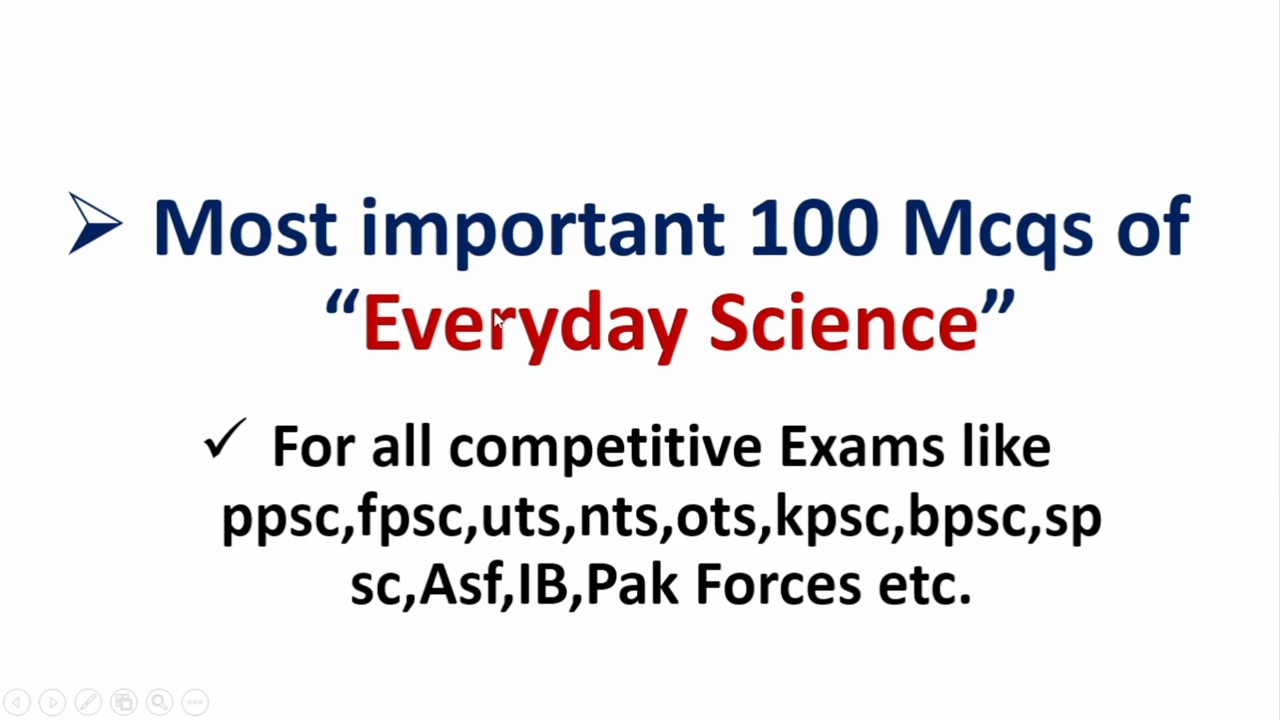 ➢ Most important 100 Mcqs of
“Everyday Science”
✓ For all competitive Exams like
ppsc,fpsc,uts,nts,ots,kpsc,bpsc,sp
sc,Asf,IB,Pak Forces etc.